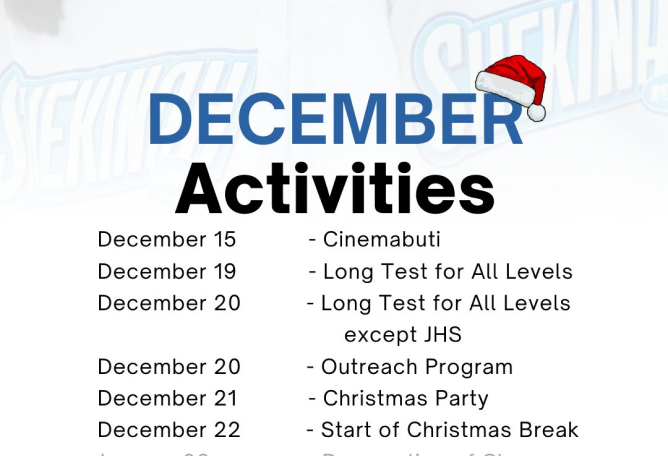 SHEKINAH
DECEMBER
Activities
December 15 - Cinemabuti
December 19 - Long Test for All Levels
December 20 - Long Test for All Levels
except JHS
December 20 - Outreach Program
December 21 - Christmas Party
December 22 - Start of Christmas Break